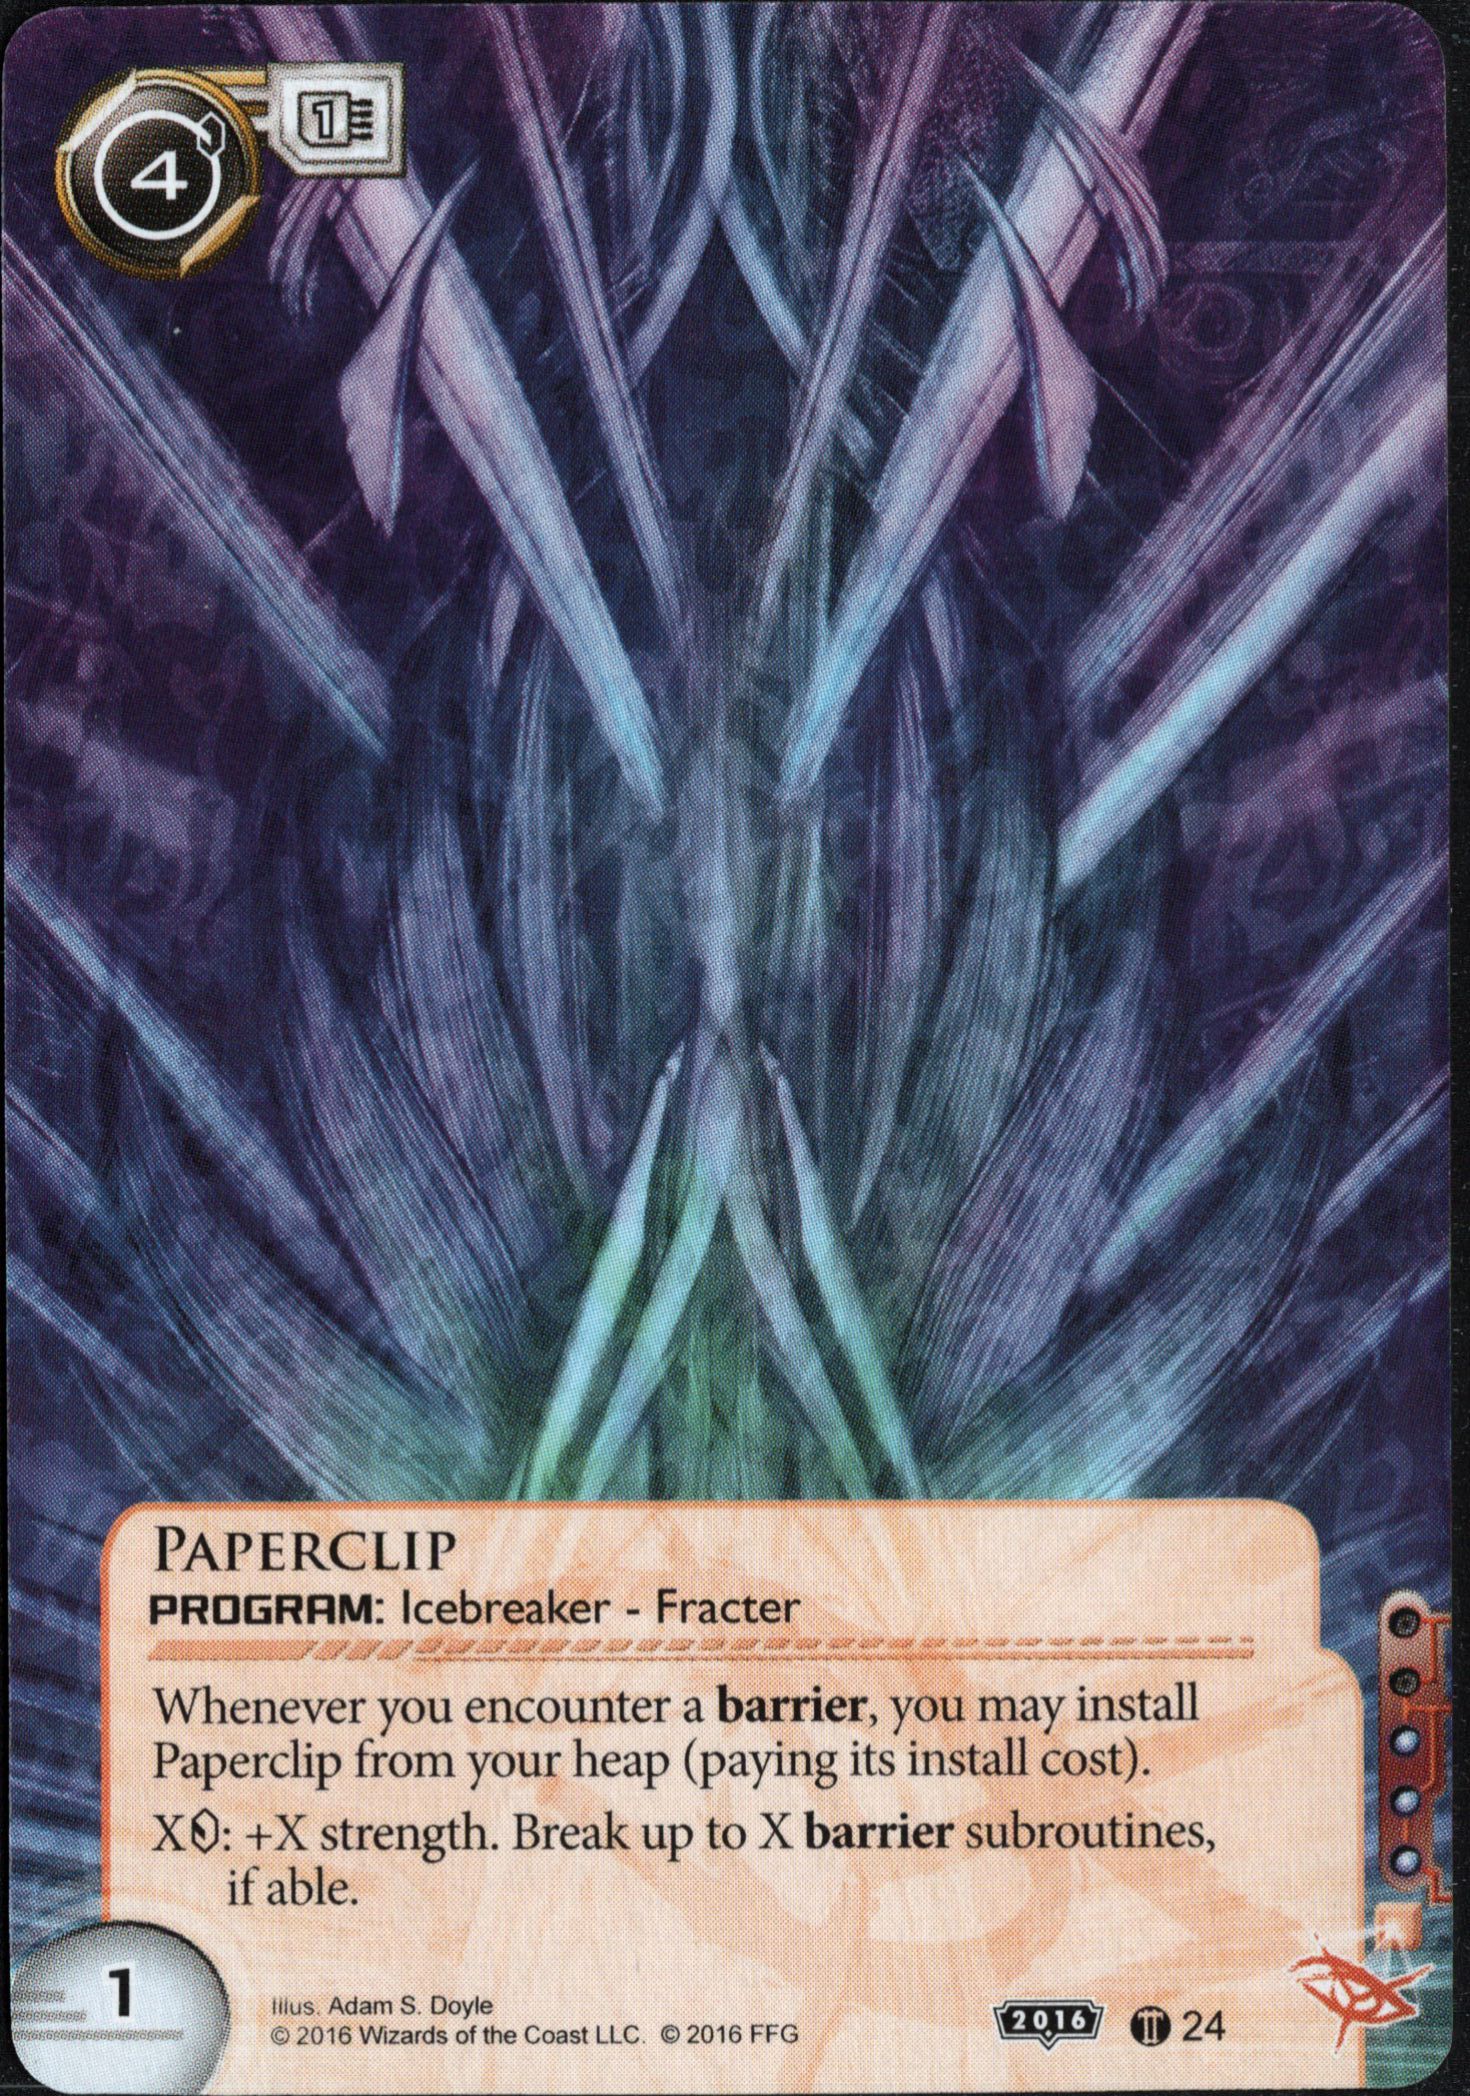 4
1
PAPERCLIP
PROGRAM: Icebreaker - Fracter
Whenever you encounter a barrier, you may install
Paperclip from your heap (paying its install cost).
X: +X strength. Break up to X barrier subroutines,
if able.
1
Illus. Adam S. Doyle
© 2016 Wizards of the Coast LLC. © 2016 FFG
2016 24